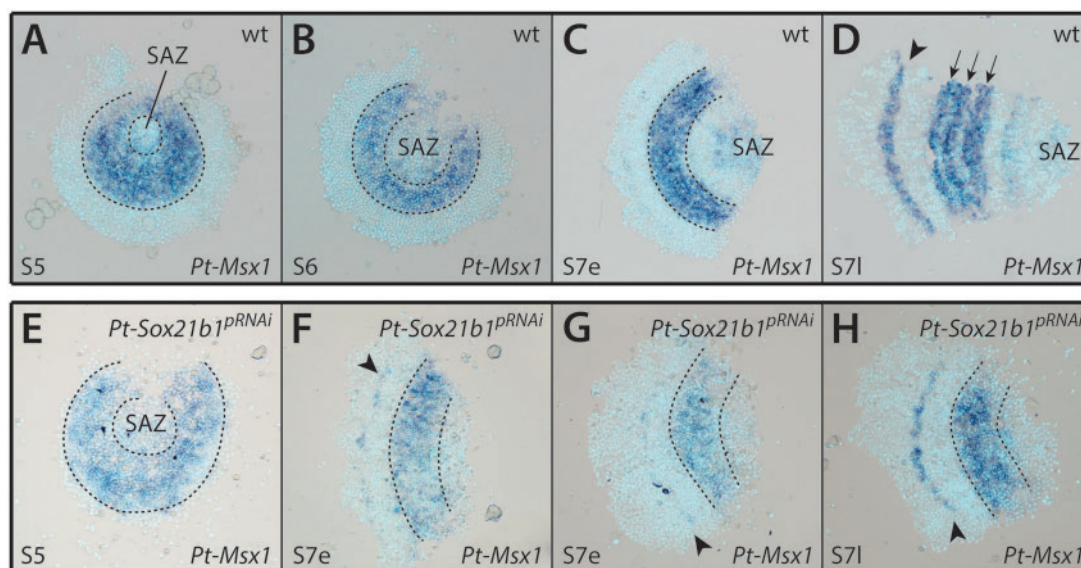 A wt
SAZ
S5 Pt-Msx1
B wt
SAZ
S6 Pt-Msx1
C wt
SAZ
S7e Pt-Msx1
D wt
SAZ
S7l Pt-Msx1
E Pt-Sox21b1pRNAi
SAZ
S5 Pt-Msx1
F Pt-Sox21b1pRNAi
S7e Pt-Msx1
G Pt-Sox21b1pRNAi
S7e Pt-Msx1
H Pt-Sox21b1pRNAi
S7l Pt-Msx1